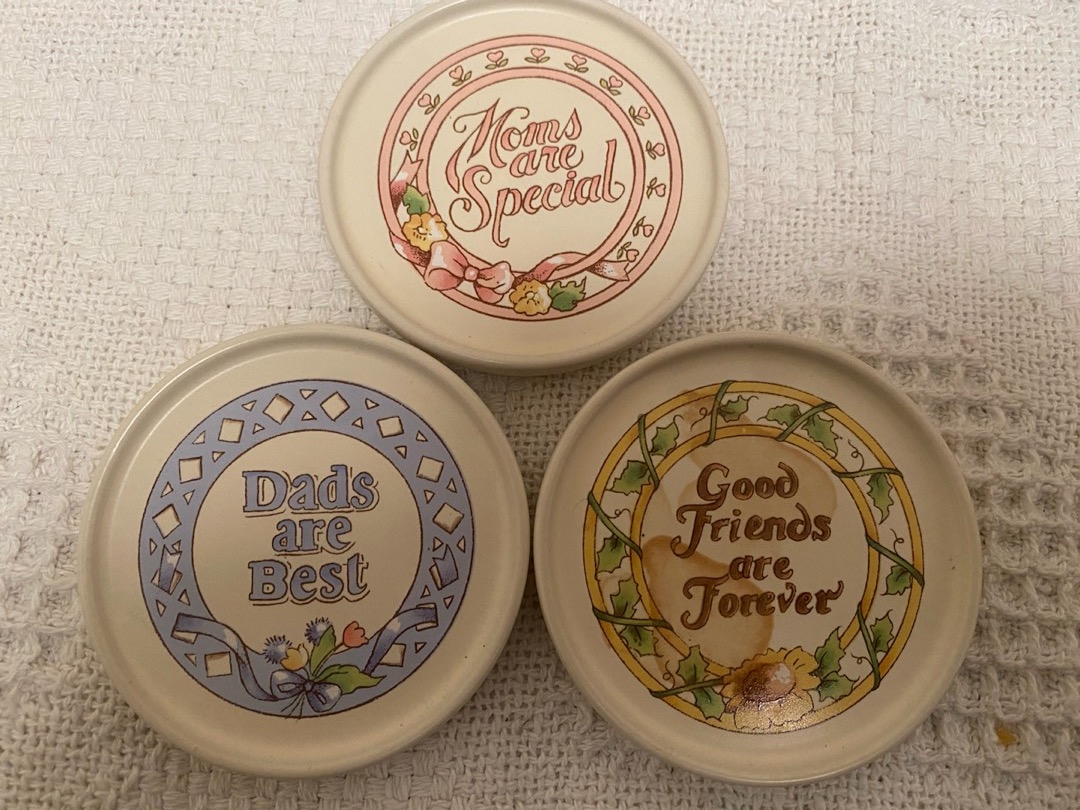 Moms
are
Special
Dads
are
Best
Good
Friends
are
Forever